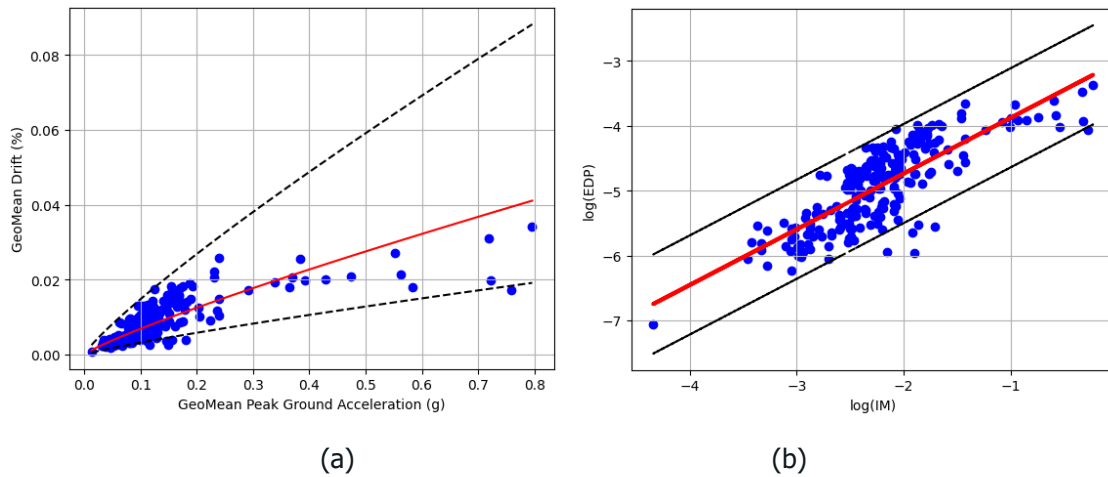 GeoMean Drift (%)
0.08
0.06
0.04
0.02
0.00
0.0 0.1 0.2 0.3 0.4 0.5 0.6 0.7 0.8
GeoMean Peak Ground Acceleration (g)
(a)
log(EDP)
−3
−4
−5
−6
−7
−4 −3 −2 −1
log(IM)
(b)